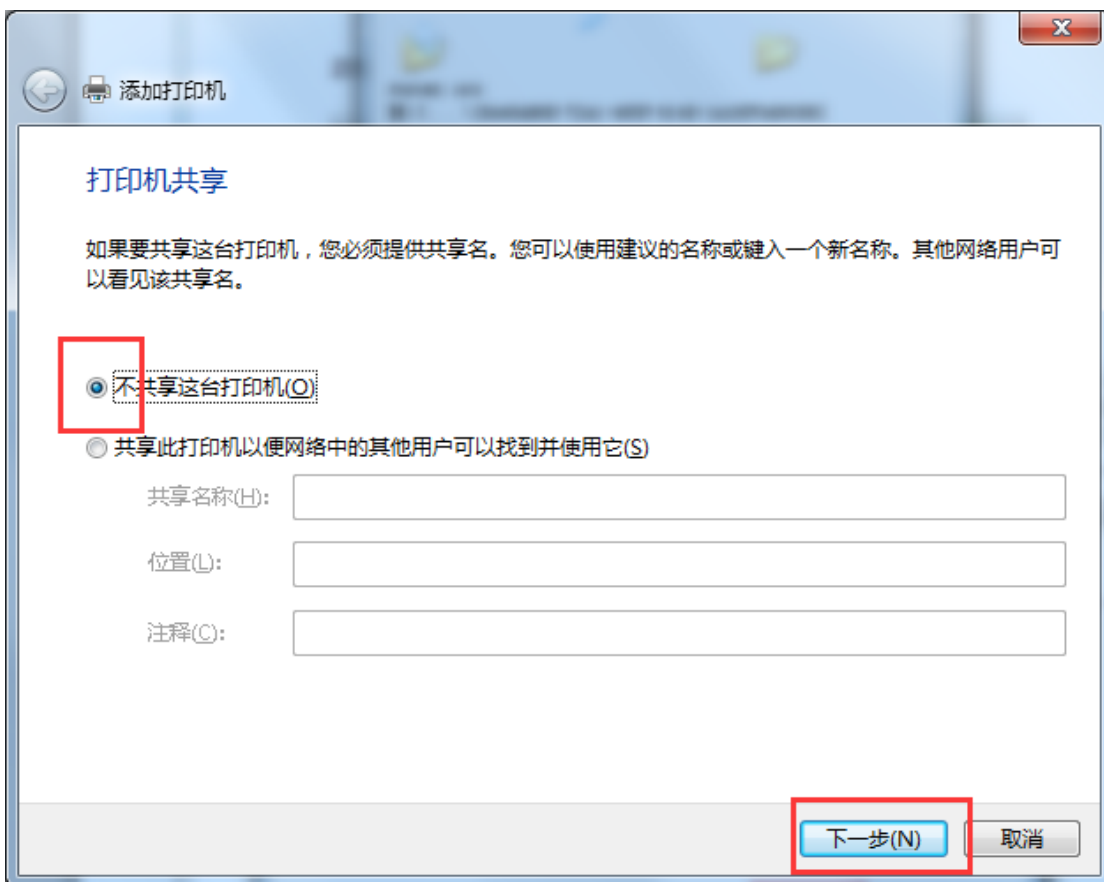 添加打印机
打印机共享
如果要共享这台打印机，您必须提供共享名。您可以使用建议的名称或键入一个新名称。其他网络用户可
以看见该共享名。
不共享这台打印机(O)
共享此打印机以便网络中的其他用户可以找到并使用它(S)
共享名称(H):
位置(L):
注释(C):
下一步(N) 取消